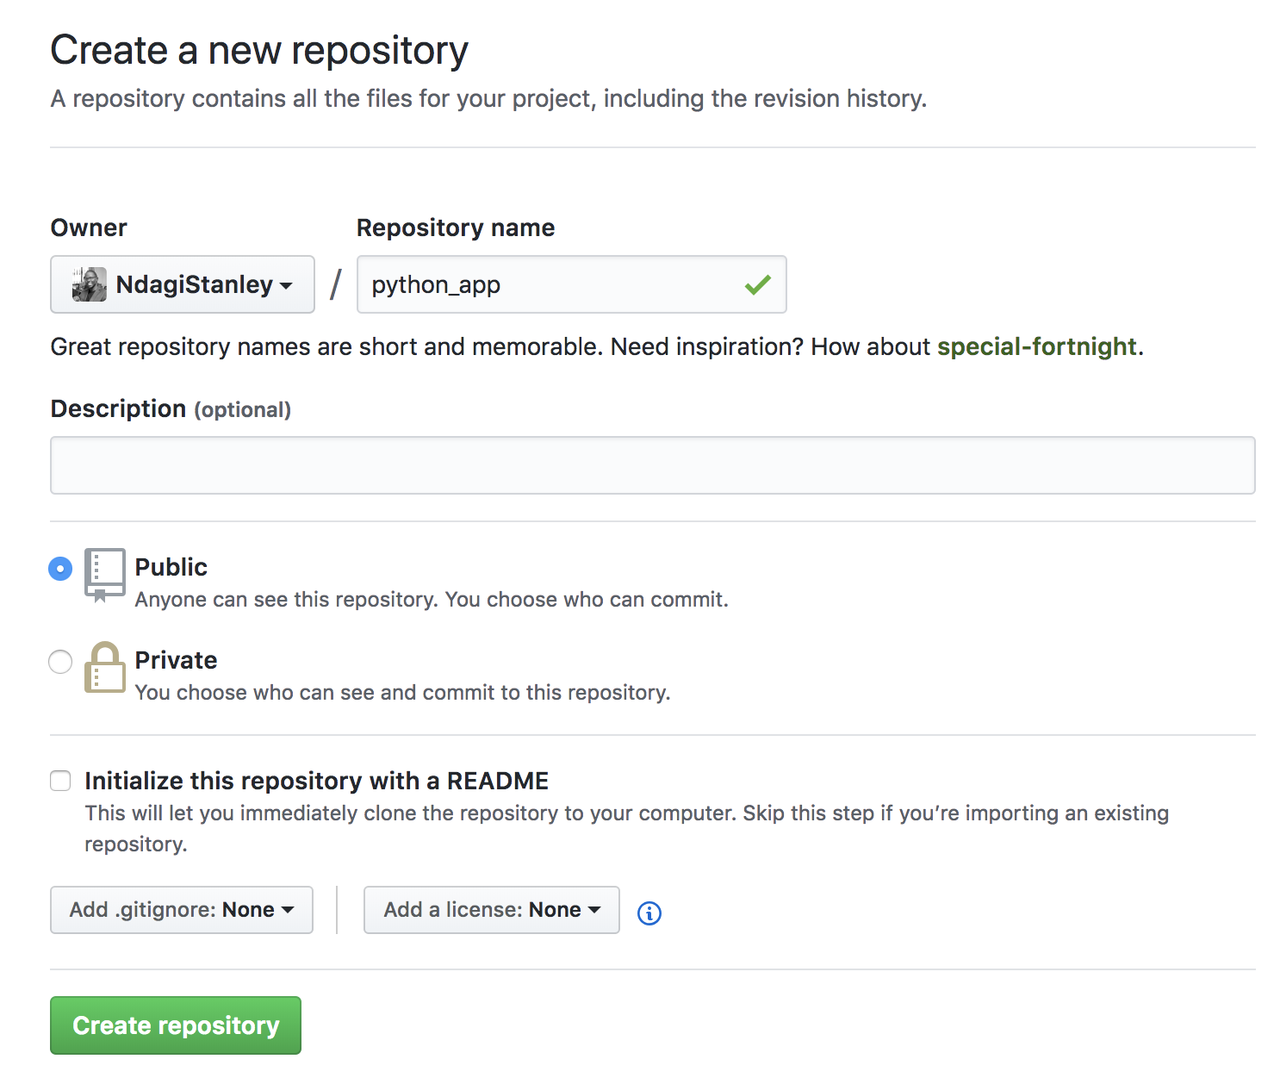 Create a new repository
A repository contains all the files for your project, including the revision history.
Owner
Repository name
NdagiStanley
/
python_app
Great repository names are short and memorable. Need inspiration? How about special-fortnight.
Description (optional)
Public
Anyone can see this repository. You choose who can commit.
Private
You choose who can see and commit to this repository.
Initialize this repository with a README
This will let you immediately clone the repository to your computer. Skip this step if you’re importing an existing
repository.
Add .gitignore: None
Add a license: None
Create repository